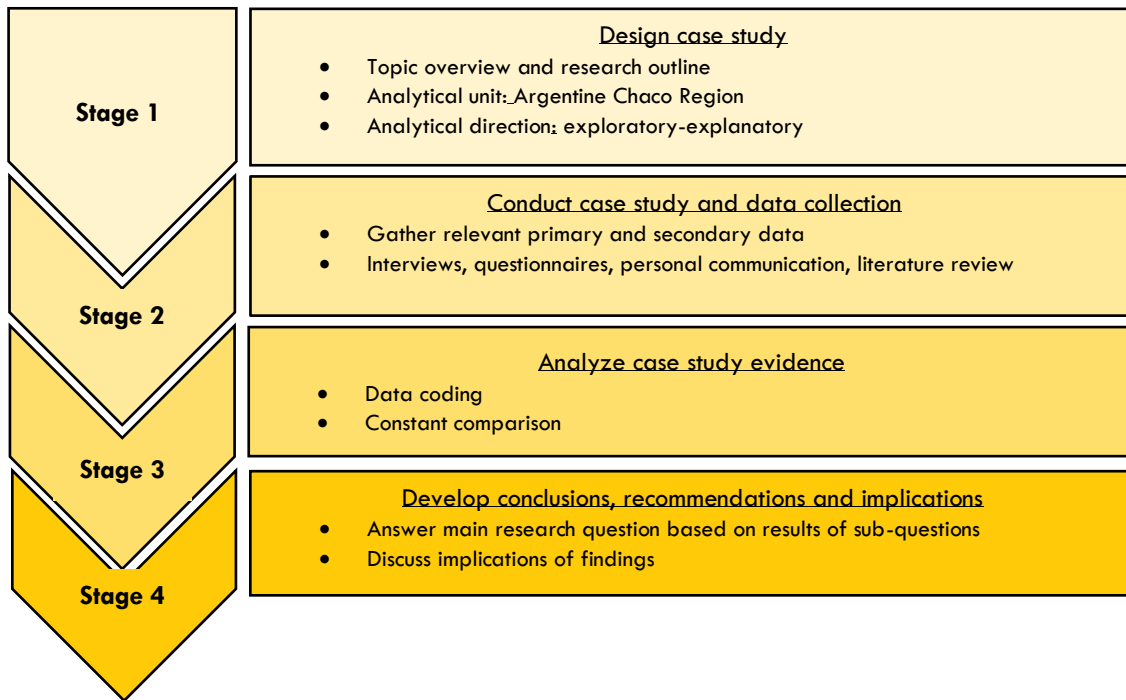 Stage 1
Design case study
• Topic overview and research outline
• Analytical unit: Argentine Chaco Region
• Analytical direction: exploratory-explanatory
Stage 2
Conduct case study and data collection
• Gather relevant primary and secondary data
• Interviews, questionnaires, personal communication, literature review
Stage 3
Analyze case study evidence
• Data coding
• Constant comparison
Stage 4
Develop conclusions, recommendations and implications
• Answer main research question based on results of sub-questions
• Discuss implications of findings